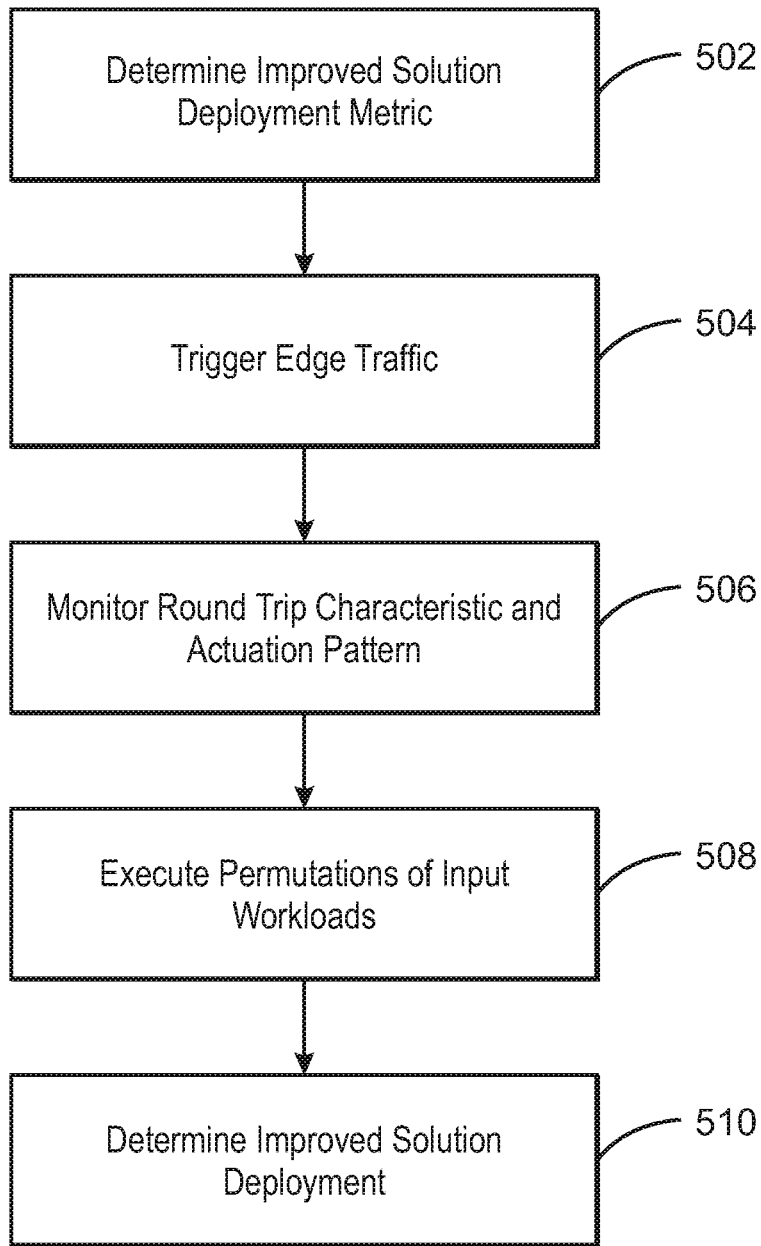 Determine Improved Solution
Deployment Metric
502
Trigger Edge Traffic
504
Monitor Round Trip Characteristic and
Actuation Pattern
506
Execute Permutations of Input
Workloads
508
Determine Improved Solution
Deployment
510